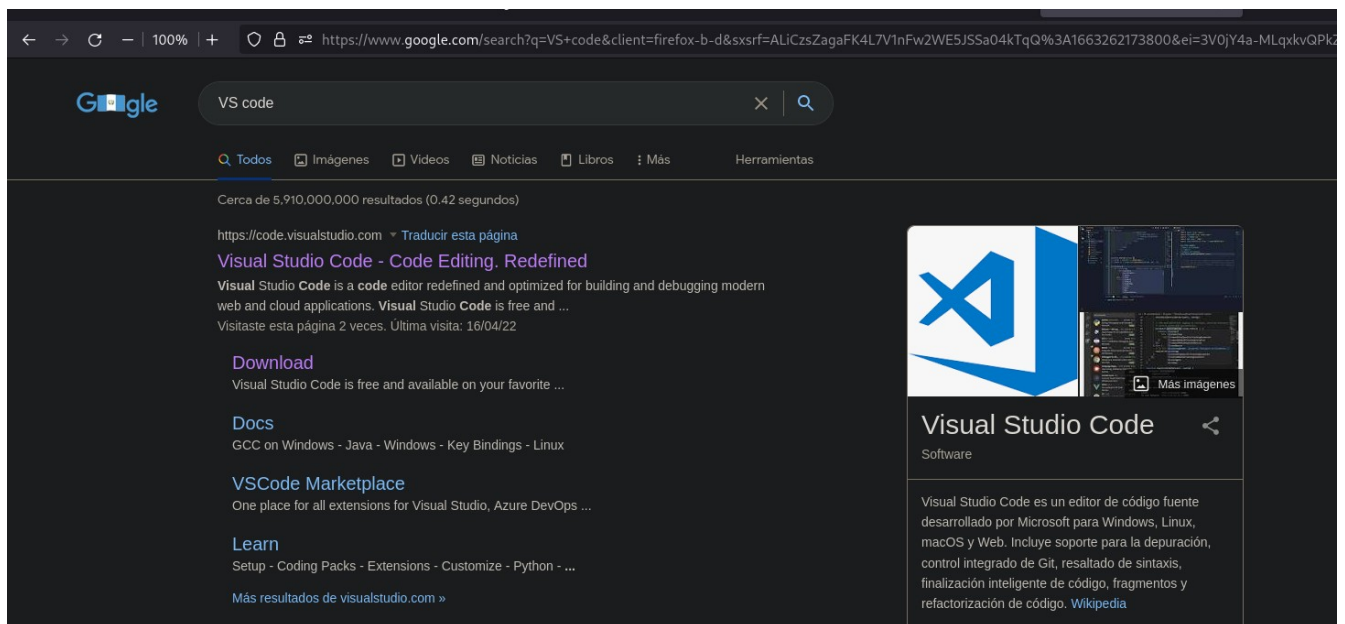 100%
https://www.google.com/search?q=VS+code&client=firefox-b-d&sxsrf=ALiCzsZagaFK4L7V1nFw2WE5JSSa04kTqQ%3A1663262173800&ei=3V0jY4a-MLqxkvQPkZ
Google
VS code
Todos Imágenes Videos Noticias Libros Más Herramientas
Cerca de 5,910,000,000 resultados (0.42 segundos)
https://code.visualstudio.com Traducir esta página
Visual Studio Code - Code Editing. Redefined
Visual Studio Code is a code editor redefined and optimized for building and debugging modern
web and cloud applications. Visual Studio Code is free and ...
Visitaste esta página 2 veces. Última visita: 16/04/22
Download
Visual Studio Code is free and available on your favorite ...
Docs
GCC on Windows - Java - Windows - Key Bindings - Linux
VSCode Marketplace
One place for all extensions for Visual Studio, Azure DevOps ...
Learn
Setup - Coding Packs - Extensions - Customize - Python - ...
Más resultados de visualstudio.com »
Más imágenes
Visual Studio Code
Software
Visual Studio Code es un editor de código fuente
desarrollado por Microsoft para Windows, Linux,
macOS y Web. Incluye soporte para la depuración,
control integrado de Git, resaltado de sintaxis,
finalización inteligente de código, fragmentos y
refactorización de código. Wikipedia